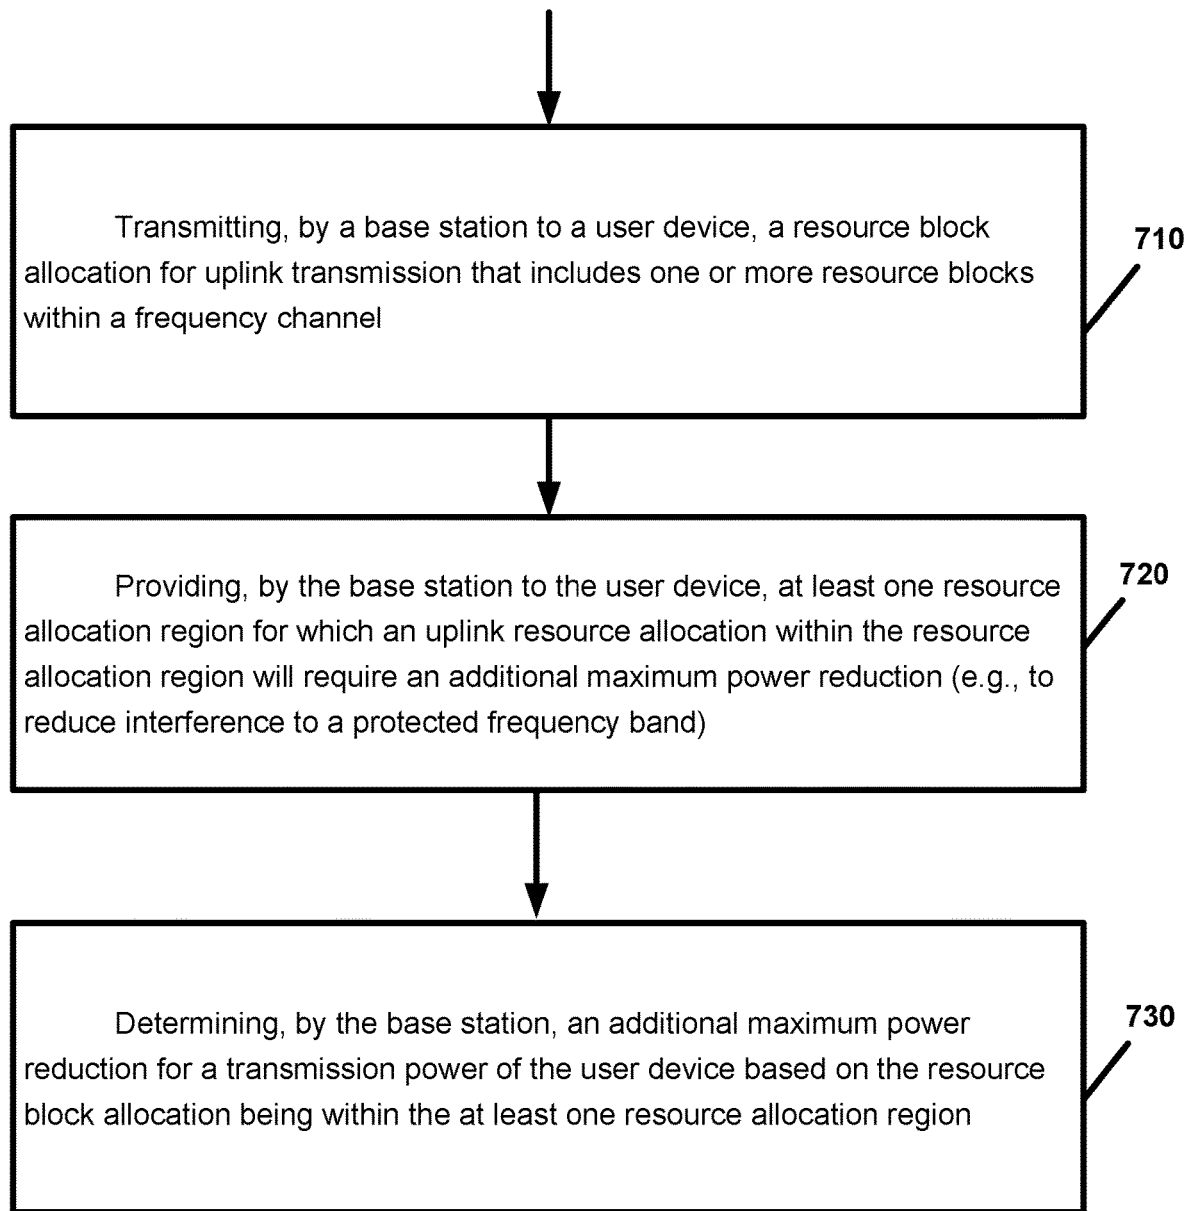 Transmitting, by a base station to a user device, a resource block
allocation for uplink transmission that includes one or more resource blocks
within a frequency channel
710
Providing, by the base station to the user device, at least one resource
allocation region for which an uplink resource allocation within the resource
allocation region will require an additional maximum power reduction (e.g., to
reduce interference to a protected frequency band)
720
Determining, by the base station, an additional maximum power
reduction for a transmission power of the user device based on the resource
block allocation being within the at least one resource allocation region
730